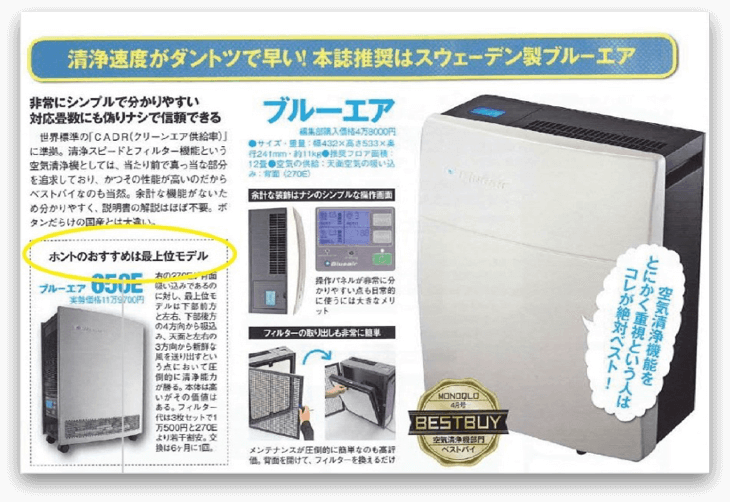 清浄速度がダントツで早い!本誌推奨はスウェーデン製ブルーエア
非常にシンプルで分かりやすい
対応畳数にも偽りナシで信頼できる
世界標準の「CADR(クリーンエア供給率)」
に準拠。清浄スピードとフィルター機能という
空気清浄機としては、当たり前で真っ当な部分
を追求しており、かつその性能が高いのだから
ベストバイなのも当然。余計な機能がないた
め分かりやすく、説明書の解説はほぼ不要。ボ
タンだらけの国産とは大違い。
ホントのおすすめは最上位モデル
ブルーエア 650E
実勢価格11万9700円
右の270Eが背面
吸い込みであるの
に対し、最上位モ
デルは下部前方
と左右、下部後方
の4方向から吸込
み、天面と左右の
3方向から新鮮な
風を送り出すとい
う点において圧
倒的に清浄能力
が勝る。本体は高
いがその価値は
ある。フィルター
代は3枚セットで1
万500円と270E
より若干割安。交
換は6ヶ月に1回。
ブルーエア
編集部購入価格4万8000円
●サイズ・重量:幅432×高さ533×奥
行241mm・約11kg●推奨フロア面積:
12畳●空気の供給:天面空気の吸い込
み:背面(270E)
余計な装飾はナシのシンプルな操作画面
Blueair
操作パネルが非常に分
かりやすい点も日常的
に使うには大きなメリ
ット
フィルターの取り出しも非常に簡単
メンテナンスが圧倒的に簡単なのも高評
価。背面を開けて、フィルターを換えるだけ
Blueair
空気清浄機能を
とにかく重視という人は
コレが絶対ベスト!
MONOQLO
4月号
BESTBUY
空気清浄機部門
ベストバイ